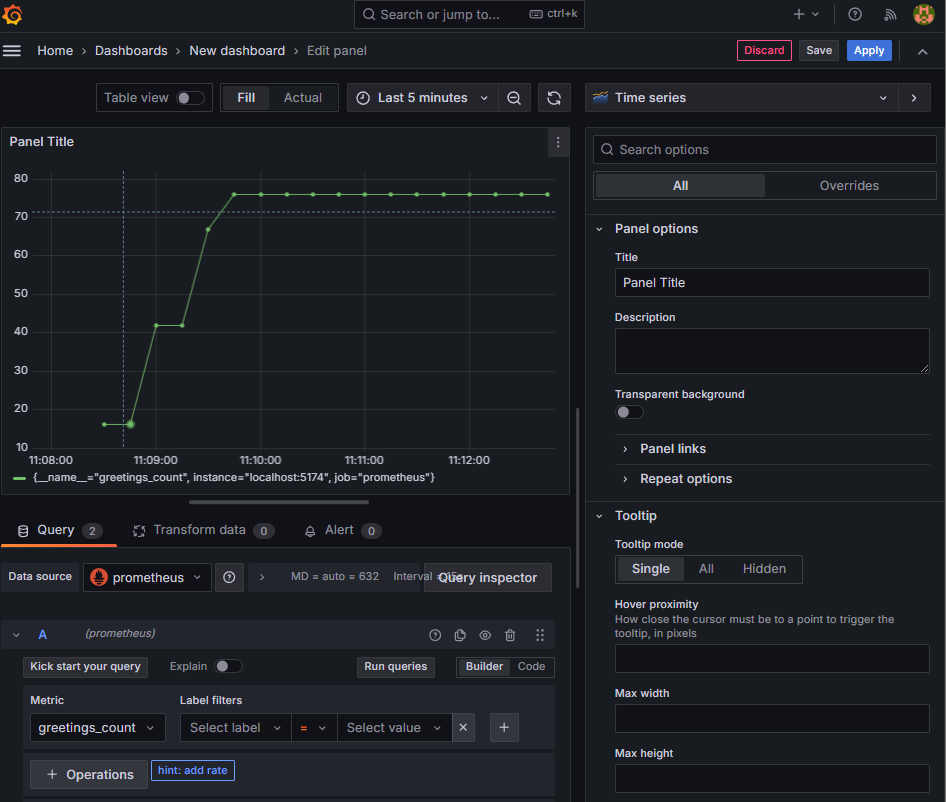 Search or jump to... ctrl+k
Home › Dashboards › New dashboard › Edit panel Discard Save Apply
Table view Fill Actual Last 5 minutes Time series
Panel Title
80
70
60
50
40
30
20
10
11:08:00 11:09:00 11:10:00 11:11:00 11:12:00
{__name__="greetings_count", instance="localhost:5174", job="prometheus"}
Query 2 Transform data 0 Alert 0
Data source prometheus MD = auto = 632 Interval = 15s Query inspector
A (prometheus)
Kick start your query Explain Run queries Builder Code
Metric Label filters
greetings_count Select label = Select value
+ Operations hint: add rate
Search options
All Overrides
Panel options
Title
Panel Title
Description
Transparent background
Panel links
Repeat options
Tooltip
Tooltip mode
Single All Hidden
Hover proximity
How close the cursor must be to a point to trigger the
tooltip, in pixels
Max width
Max height